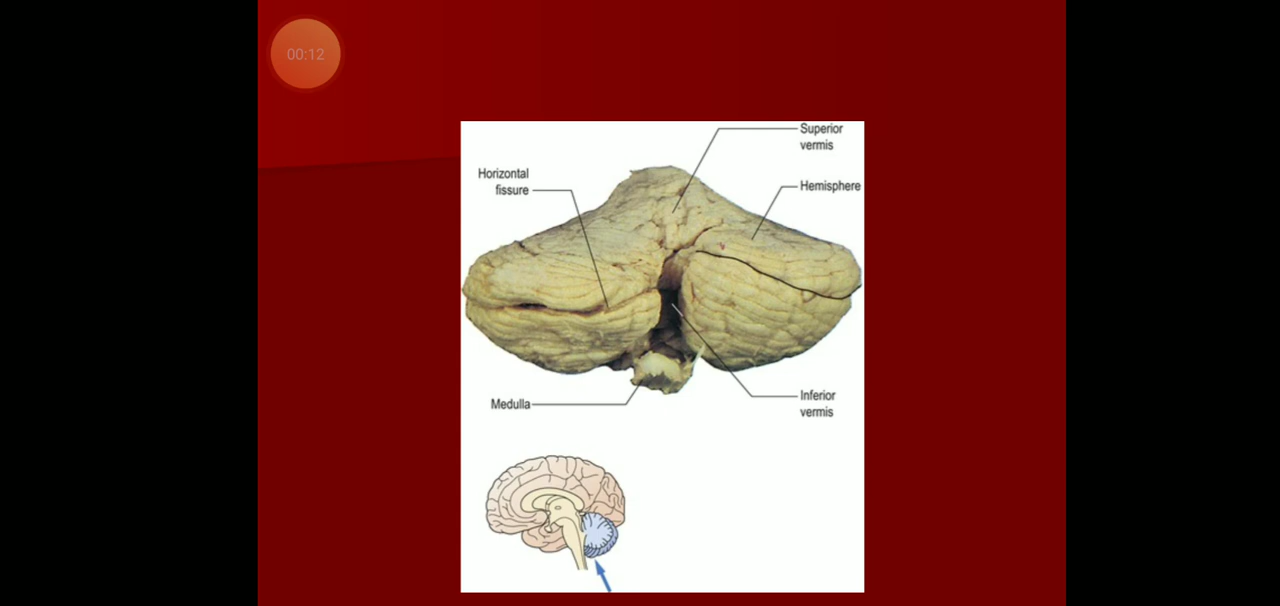 00:12
Superior
vermis
Horizontal
fissure
Hemisphere
Medulla
Inferior
vermis